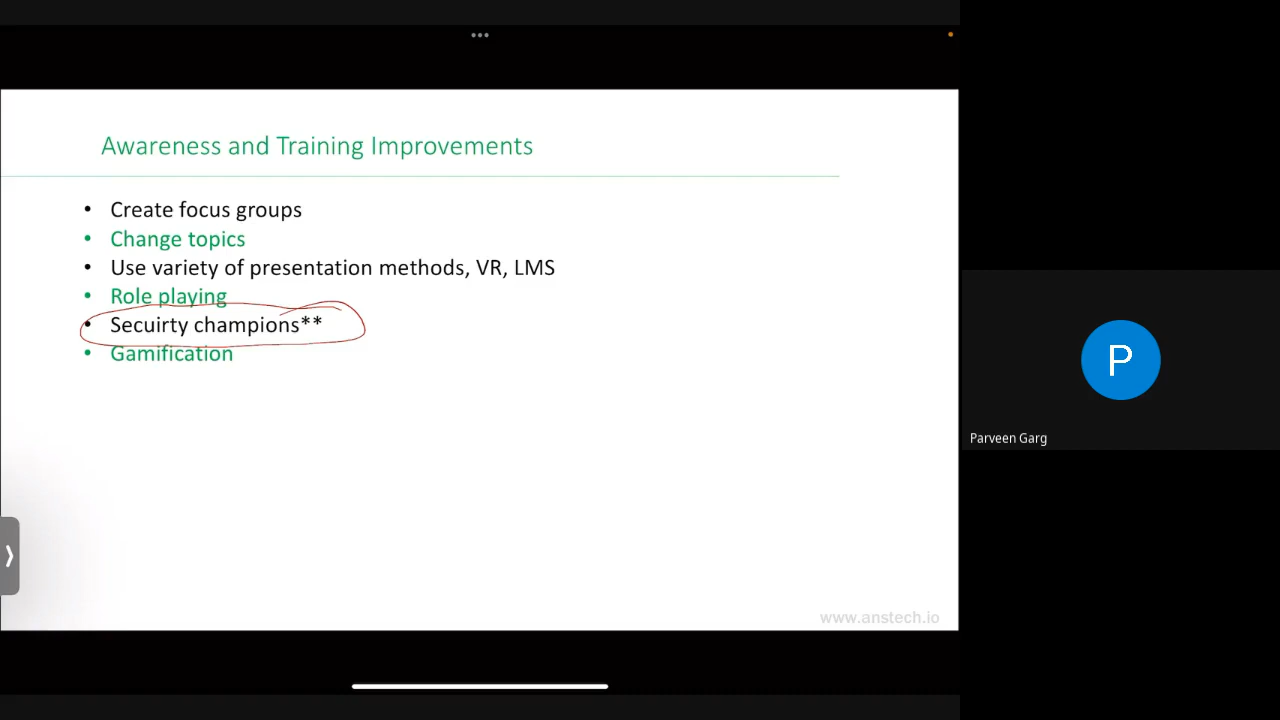 Awareness and Training Improvements
• Create focus groups
• Change topics
• Use variety of presentation methods, VR, LMS
• Role playing
• Secuirty champions**
• Gamification
www.anstech.io
P
Parveen Garg